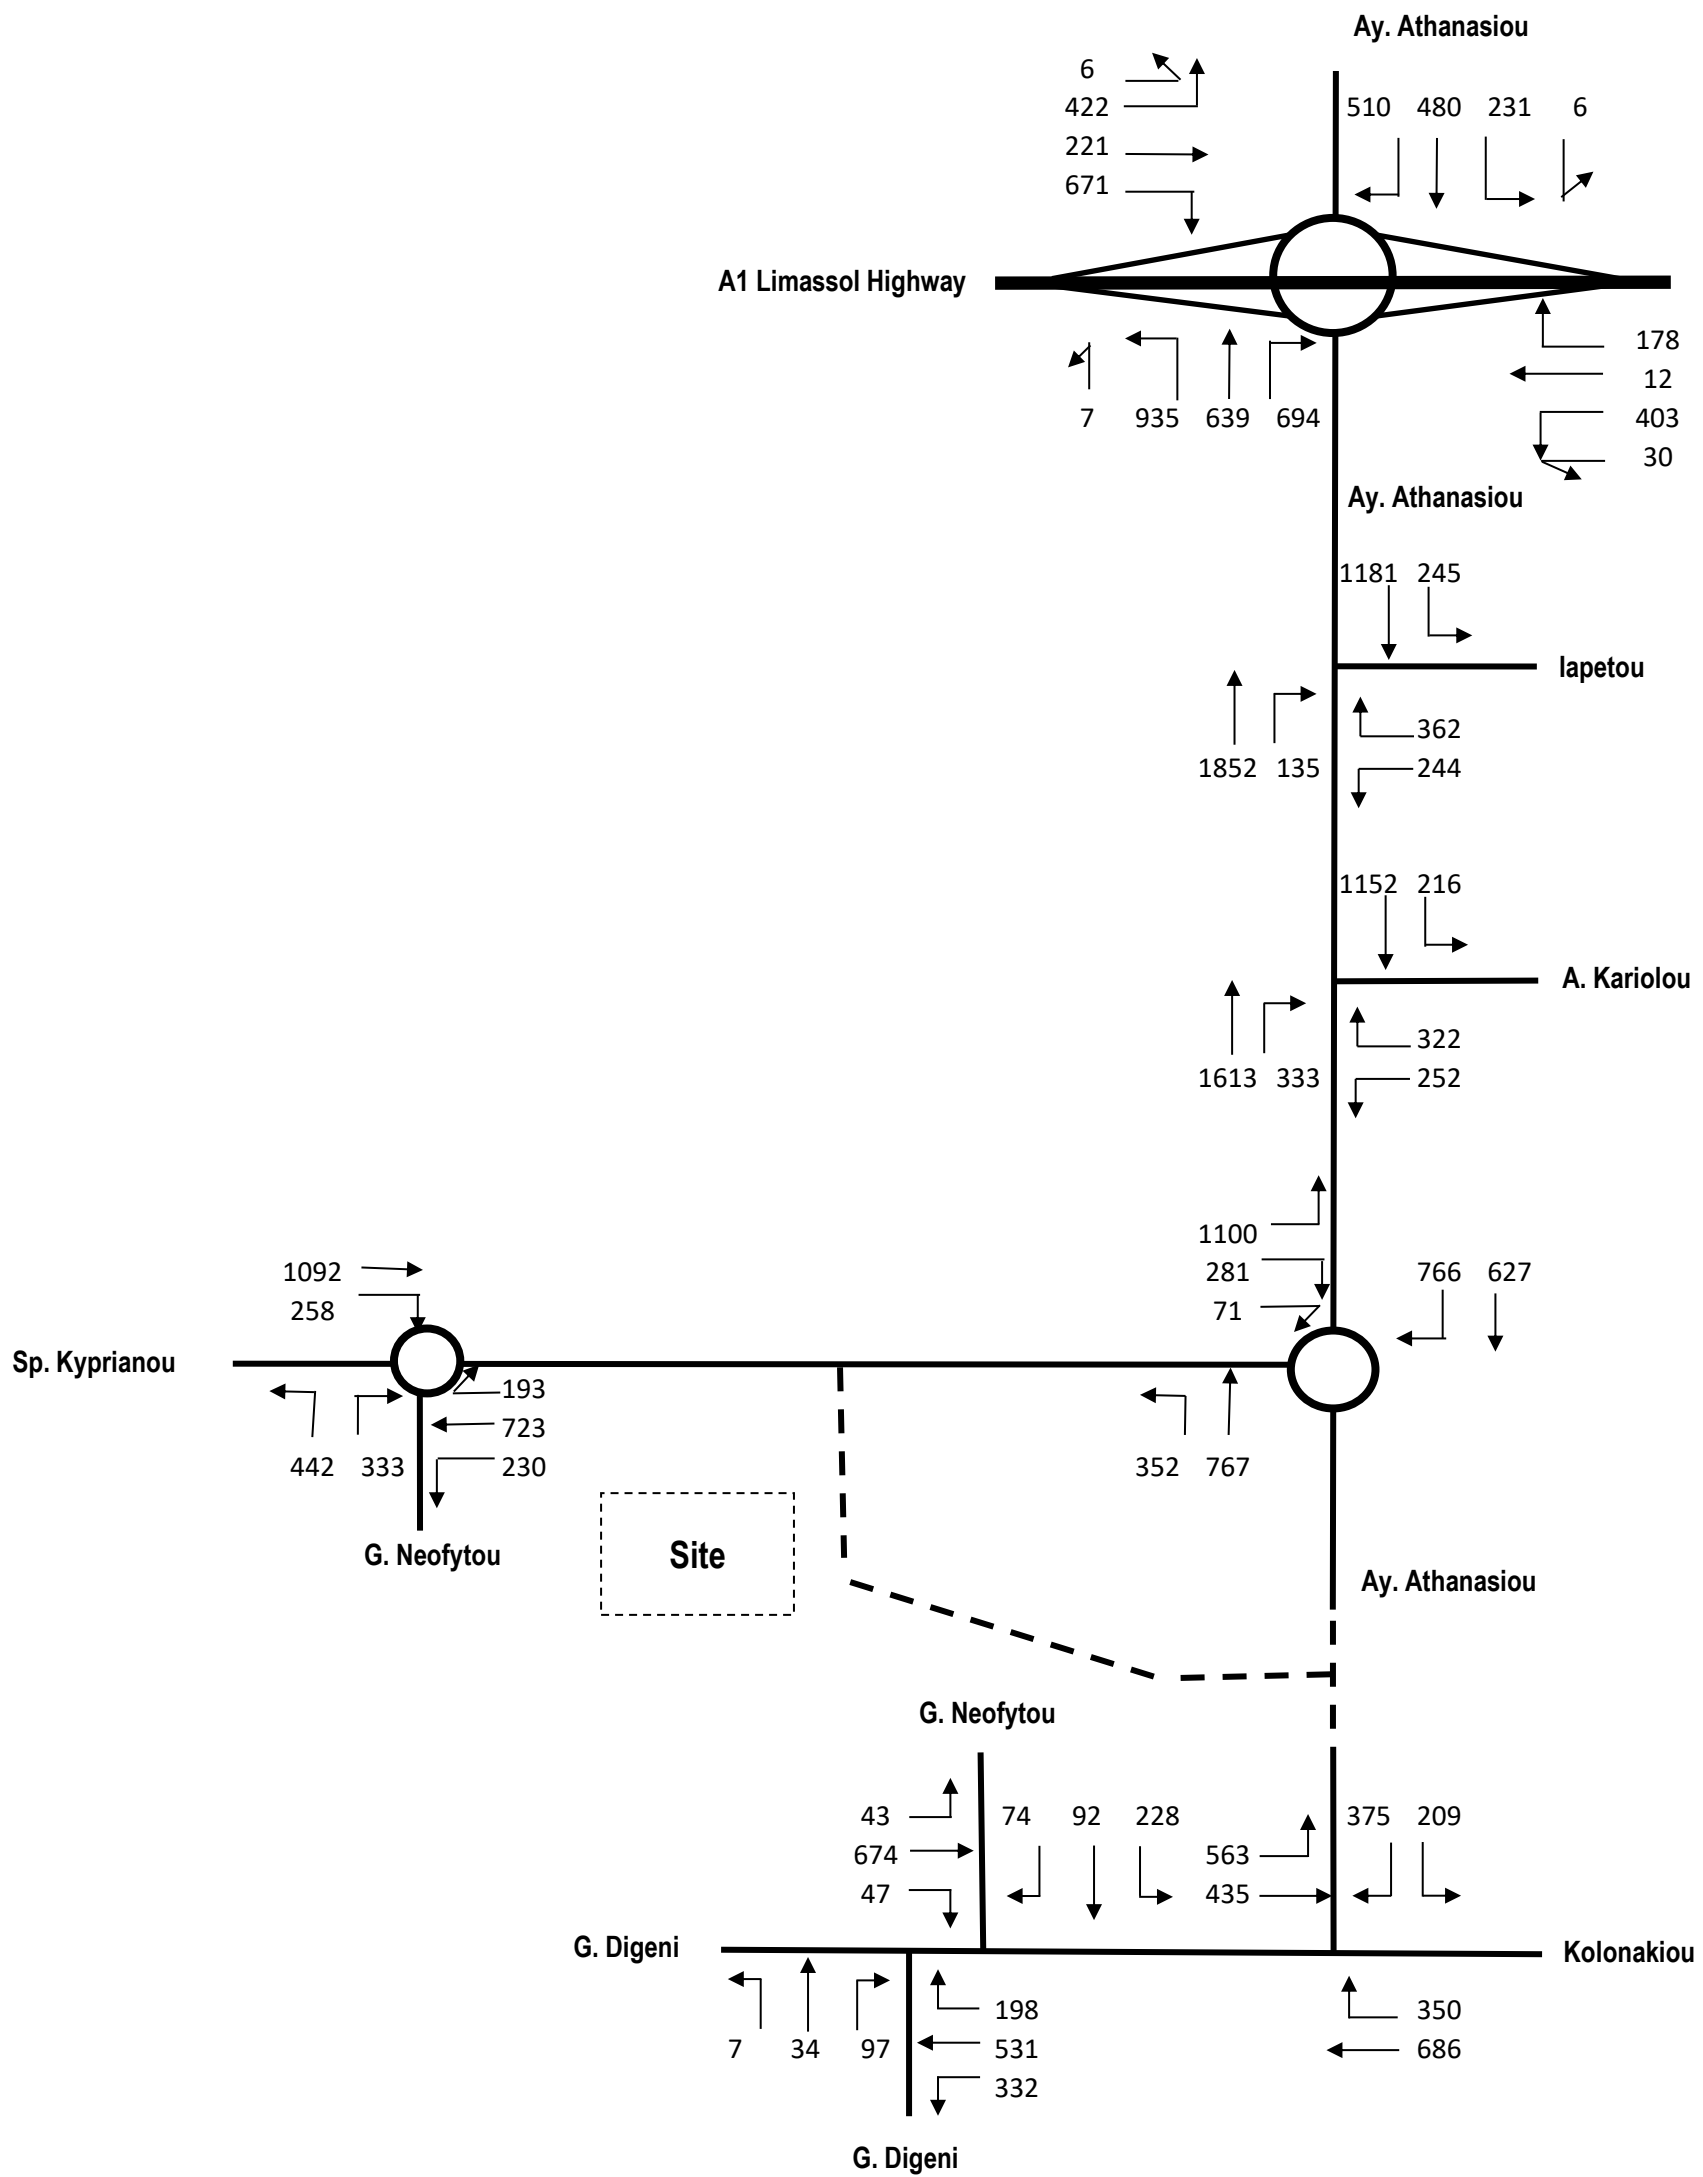 Ay. Athanasiou
6
422
221
671
510 480 231 6
A1 Limassol Highway
178
12
403
30
7 935 639 694
Ay. Athanasiou
1181 245
Iapetou
362
244
1852 135
1152 216
A. Kariolou
322
252
1613 333
1100
281
71
766 627
1092
258
Sp. Kyprianou
193
723
230
442 333
352 767
G. Neofytou
Site
Ay. Athanasiou
G. Neofytou
43
674
47
74 92 228
563
435
375 209
G. Digeni
Kolonakiou
198
531
332
7 34 97
350
686
G. Digeni